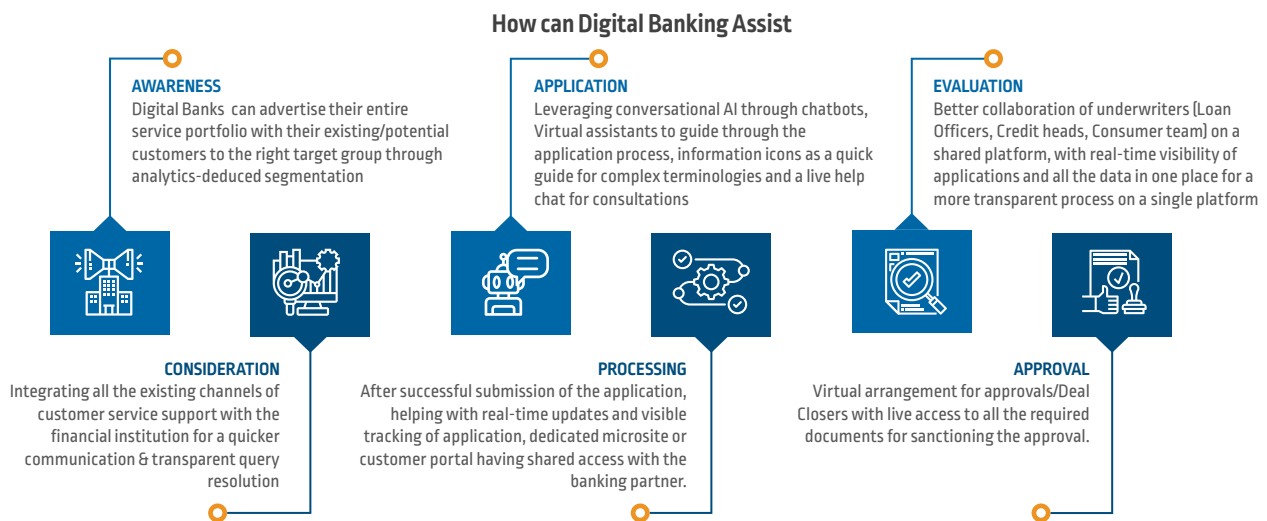 How can Digital Banking Assist
AWARENESS
Digital Banks can advertise their entire
service portfolio with their existing/potential
customers to the right target group through
analytics-deduced segmentation
APPLICATION
Leveraging conversational AI through chatbots,
Virtual assistants to guide through the
application process, information icons as a quick
guide for complex terminologies and a live help
chat for consultations
EVALUATION
Better collaboration of underwriters (Loan
Officers, Credit heads, Consumer team) on a
shared platform, with real-time visibility of
applications and all the data in one place for a
more transparent process on a single platform
CONSIDERATION
Integrating all the existing channels of
customer service support with the
financial institution for a quicker
communication & transparent query
resolution
PROCESSING
After successful submission of the application,
helping with real-time updates and visible
tracking of application, dedicated microsite or
customer portal having shared access with the
banking partner.
APPROVAL
Virtual arrangement for approvals/Deal
Closers with live access to all the required
documents for sanctioning the approval.